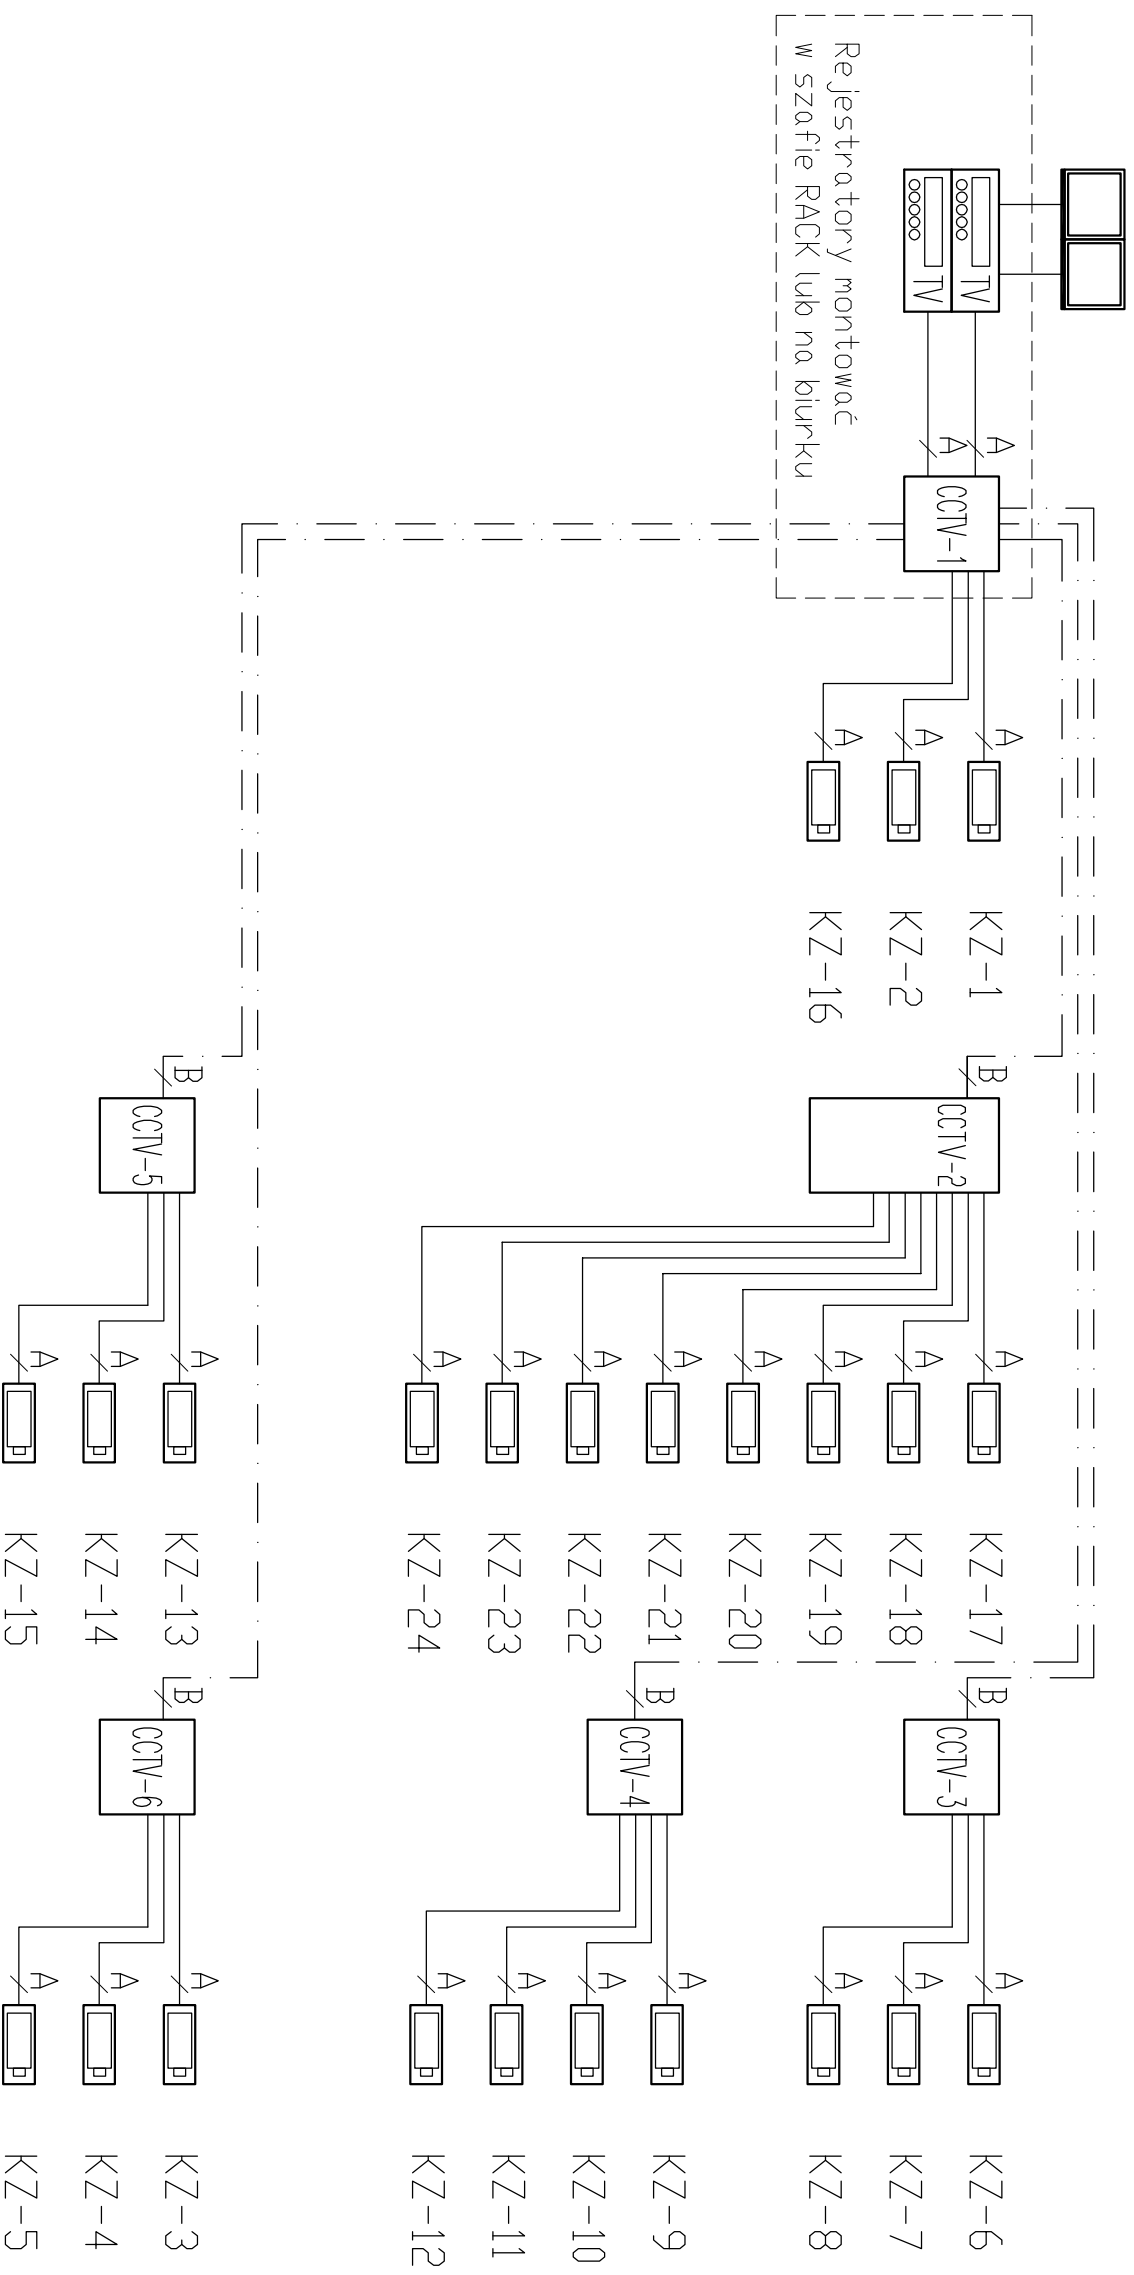 Rejestratory montować
w szafie RACK lub na biurku
TV
TV
A
A
CCTV-1
A
A
A
KZ-1
KZ-2
KZ-16
B
CCTV-2
A
A
A
A
A
A
A
A
KZ-17
KZ-18
KZ-19
KZ-20
KZ-21
KZ-22
KZ-23
KZ-24
B
CCTV-3
A
A
A
KZ-6
KZ-7
KZ-8
B
CCTV-4
A
A
A
A
KZ-9
KZ-10
KZ-11
KZ-12
B
CCTV-5
A
A
A
KZ-13
KZ-14
KZ-15
B
CCTV-6
A
A
A
KZ-3
KZ-4
KZ-5